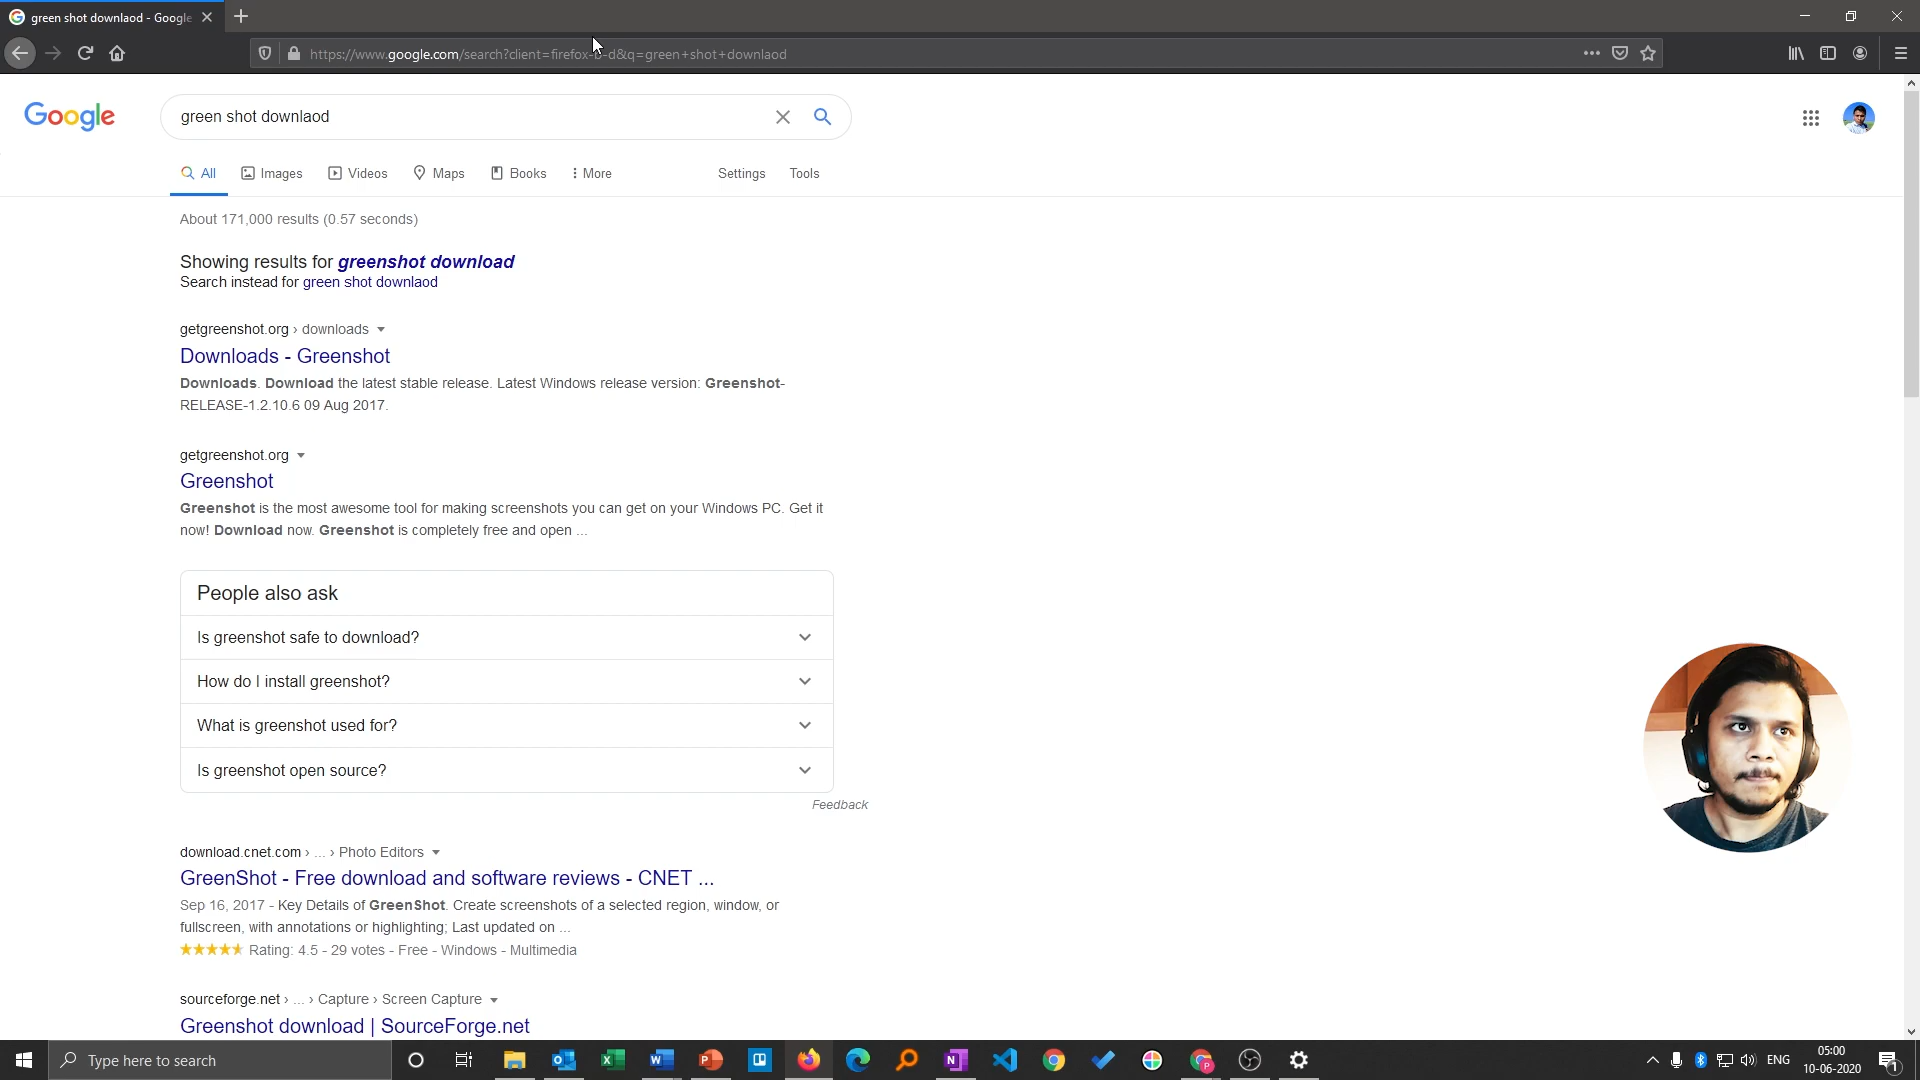 green shot downlaod - Google
https://www.google.com/search?client=firefox-b-d&q=green+shot+downlaod
Google
green shot downlaod
All
Images
Videos
Maps
Books
More
Settings
Tools
About 171,000 results (0.57 seconds)
Showing results for greenshot download
Search instead for green shot downlaod
getgreenshot.org › downloads
Downloads - Greenshot
Downloads. Download the latest stable release. Latest Windows release version: Greenshot-
RELEASE-1.2.10.6 09 Aug 2017.
getgreenshot.org
Greenshot
Greenshot is the most awesome tool for making screenshots you can get on your Windows PC. Get it
now! Download now. Greenshot is completely free and open ...
People also ask
Is greenshot safe to download?
How do I install greenshot?
What is greenshot used for?
Is greenshot open source?
Feedback
download.cnet.com › ... › Photo Editors
GreenShot - Free download and software reviews - CNET ...
Sep 16, 2017 - Key Details of GreenShot. Create screenshots of a selected region, window, or
fullscreen, with annotations or highlighting; Last updated on ...
Rating: 4.5 - 29 votes - Free - Windows - Multimedia
sourceforge.net › ... › Capture › Screen Capture
Greenshot download | SourceForge.net
Type here to search
ENG
05:00
10-06-2020
1